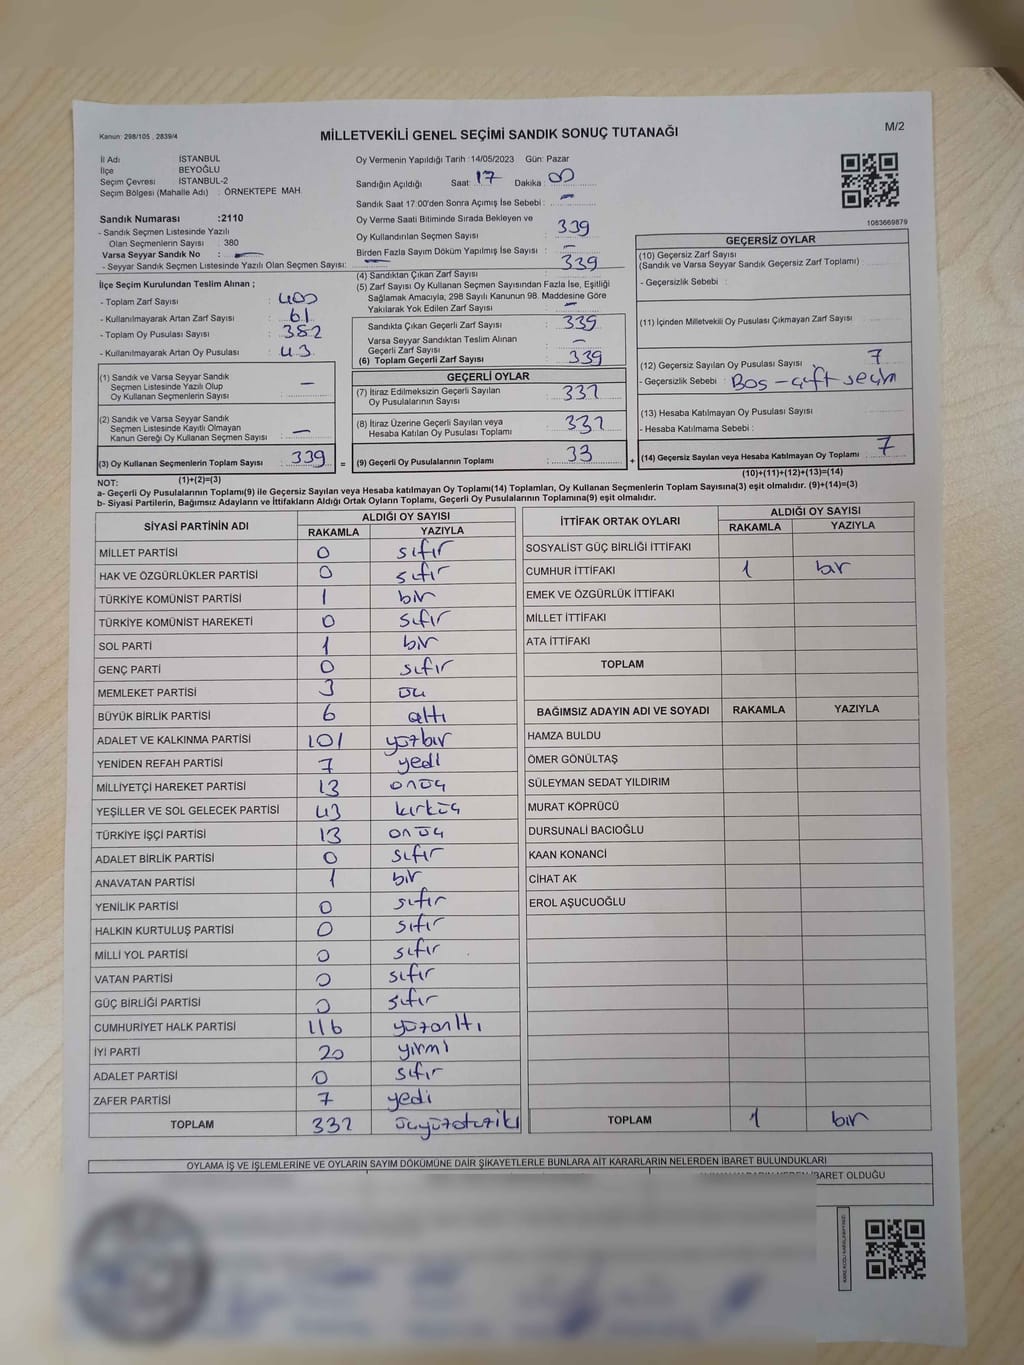 Kanun: 298/105 , 2839/4
MİLLETVEKİLİ GENEL SEÇİMİ SANDIK SONUÇ TUTANAĞI
M/2
İl Adı : İSTANBUL
İlçe : BEYOĞLU
Seçim Çevresi : İSTANBUL-2
Seçim Bölgesi (Mahalle Adı) : ÖRNEKTEPE MAH.
Sandık Numarası :2110
- Sandık Seçmen Listesinde Yazılı
Olan Seçmenlerin Sayısı : 380
Varsa Seyyar Sandık No : —
- Seyyar Sandık Seçmen Listesinde Yazılı Olan Seçmen Sayısı: —
İlçe Seçim Kurulundan Teslim Alınan ;
- Toplam Zarf Sayısı : 400
- Kullanılmayarak Artan Zarf Sayısı : 61
- Toplam Oy Pusulası Sayısı : 382
- Kullanılmayarak Artan Oy Pusulası : 43
(1) Sandık ve Varsa Seyyar Sandık
Seçmen Listesinde Yazılı Olup
Oy Kullanan Seçmenlerin Sayısı : —
(2) Sandık ve Varsa Seyyar Sandık
Seçmen Listesinde Kayıtlı Olmayan
Kanun Gereği Oy Kullanan Seçmen Sayısı : —
(3) Oy Kullanan Seçmenlerin Toplam Sayısı : 339
(1)+(2)=(3)
Oy Vermenin Yapıldığı Tarih :14/05/2023 Gün: Pazar
Sandığın Açıldığı Saat : 17 Dakika : 00
Sandık Saat 17:00'den Sonra Açımış İse Sebebi : —
Oy Verme Saati Bitiminde Sırada Bekleyen ve
Oy Kullandırılan Seçmen Sayısı : 339
Birden Fazla Sayım Döküm Yapılmış İse Sayısı : —
(4) Sandıktan Çıkan Zarf Sayısı : 339
(5) Zarf Sayısı Oy Kullanan Seçmen Sayısından Fazla İse, Eşitliği
Sağlamak Amacıyla, 298 Sayılı Kanunun 98. Maddesine Göre
Yakılarak Yok Edilen Zarf Sayısı : —
Sandıkta Çıkan Geçerli Zarf Sayısı : 339
Varsa Seyyar Sandıktan Teslim Alınan
Geçerli Zarf Sayısı : —
(6) Toplam Geçerli Zarf Sayısı : 339
GEÇERLİ OYLAR
(7) İtiraz Edilmeksizin Geçerli Sayılan
Oy Pusulalarının Sayısı : 332
(8) İtiraz Üzerine Geçerli Sayılan veya
Hesaba Katılan Oy Pusulası Toplamı : 332
= (9) Geçerli Oy Pusulalarının Toplamı : 33
1083669879
GEÇERSİZ OYLAR
(10) Geçersiz Zarf Sayısı
(Sandık ve Varsa Seyyar Sandık Geçersiz Zarf Toplamı) :
- Geçersizlik Sebebi :
(11) İçinden Milletvekili Oy Pusulası Çıkmayan Zarf Sayısı :
(12) Geçersiz Sayılan Oy Pusulası Sayısı : 7
- Geçersizlik Sebebi : Boş - çift seçim
(13) Hesaba Katılmayan Oy Pusulası Sayısı :
- Hesaba Katılmama Sebebi :
+ (14) Geçersiz Sayılan veya Hesaba Katılmayan Oy Toplamı : 7
(10)+(11)+(12)+(13)=(14)
NOT:
a- Geçerli Oy Pusulalarının Toplamı(9) ile Geçersiz Sayılan veya Hesaba katılmayan Oy Toplamı(14) Toplamları, Oy Kullanan Seçmenlerin Toplam Sayısına(3) eşit olmalıdır. (9)+(14)=(3)
b- Siyasi Partilerin, Bağımsız Adayların ve İttifakların Aldığı Ortak Oyların Toplamı, Geçerli Oy Pusulalarının Toplamına(9) eşit olmalıdır.
SİYASİ PARTİNİN ADI ALDIĞI OY SAYISI
RAKAMLA YAZIYLA
MİLLET PARTİSİ 0 sıfır
HAK VE ÖZGÜRLÜKLER PARTİSİ 0 sıfır
TÜRKİYE KOMÜNİST PARTİSİ 1 bir
TÜRKİYE KOMÜNİST HAREKETİ 0 sıfır
SOL PARTİ 1 bir
GENÇ PARTİ 0 sıfır
MEMLEKET PARTİSİ 3 üç
BÜYÜK BİRLİK PARTİSİ 6 altı
ADALET VE KALKINMA PARTİSİ 101 yüzbir
YENİDEN REFAH PARTİSİ 7 yedi
MİLLİYETÇİ HAREKET PARTİSİ 13 onüç
YEŞİLLER VE SOL GELECEK PARTİSİ 43 kırküç
TÜRKİYE İŞÇİ PARTİSİ 13 onüç
ADALET BİRLİK PARTİSİ 0 sıfır
ANAVATAN PARTİSİ 1 bir
YENİLİK PARTİSİ 0 sıfır
HALKIN KURTULUŞ PARTİSİ 0 sıfır
MİLLİ YOL PARTİSİ 0 sıfır
VATAN PARTİSİ 0 sıfır
GÜÇ BİRLİĞİ PARTİSİ 0 sıfır
CUMHURİYET HALK PARTİSİ 116 yüzonltı
İYİ PARTİ 20 yirmi
ADALET PARTİSİ 0 sıfır
ZAFER PARTİSİ 7 yedi
TOPLAM 332 üçyüzotuziki
İTTİFAK ORTAK OYLARI ALDIĞI OY SAYISI
RAKAMLA YAZIYLA
SOSYALİST GÜÇ BİRLİĞİ İTTİFAKI
CUMHUR İTTİFAKI 1 bir
EMEK VE ÖZGÜRLÜK İTTİFAKI
MİLLET İTTİFAKI
ATA İTTİFAKI
TOPLAM
BAĞIMSIZ ADAYIN ADI VE SOYADI RAKAMLA YAZIYLA
HAMZA BULDU
ÖMER GÖNÜLTAŞ
SÜLEYMAN SEDAT YILDIRIM
MURAT KÖPRÜCÜ
DURSUNALİ BACIOĞLU
KAAN KONANCİ
CİHAT AK
EROL AŞUCUOĞLU
TOPLAM 1 bir
OYLAMA İŞ VE İŞLEMLERİNE VE OYLARIN SAYIM DÖKÜMÜNE DAİR ŞİKAYETLERLE BUNLARA AİT KARARLARIN NELERDEN İBARET BULUNDUKLARI
İBARET OLDUĞU